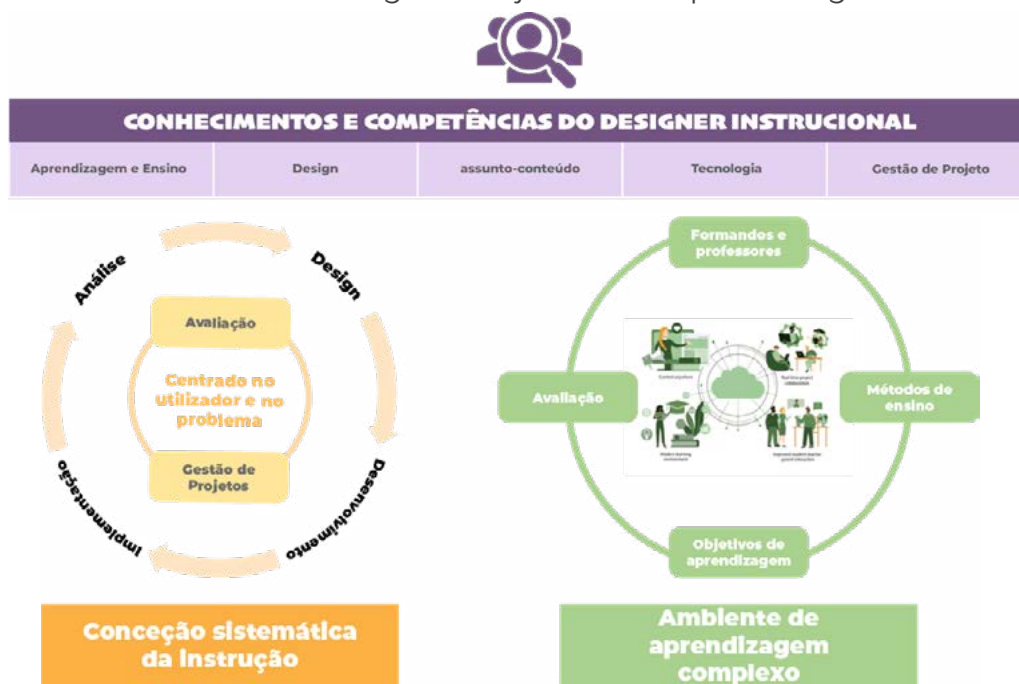 CONHECIMENTOS E COMPETÊNCIAS DO DESIGNER INSTRUCIONAL
Aprendizagem e Ensino
Design
assunto-conteúdo
Tecnologia
Gestão de Projeto
Análise
Design
Desenvolvimento
Implementação
Avaliação
Centrado no
utilizador e no
problema
Gestão de
Projetos
Formandos e
professores
Avaliação
Métodos de
ensino
Objetivos de
aprendizagem
Conceção sistemática
da instrução
Ambiente de
aprendizagem
complexo